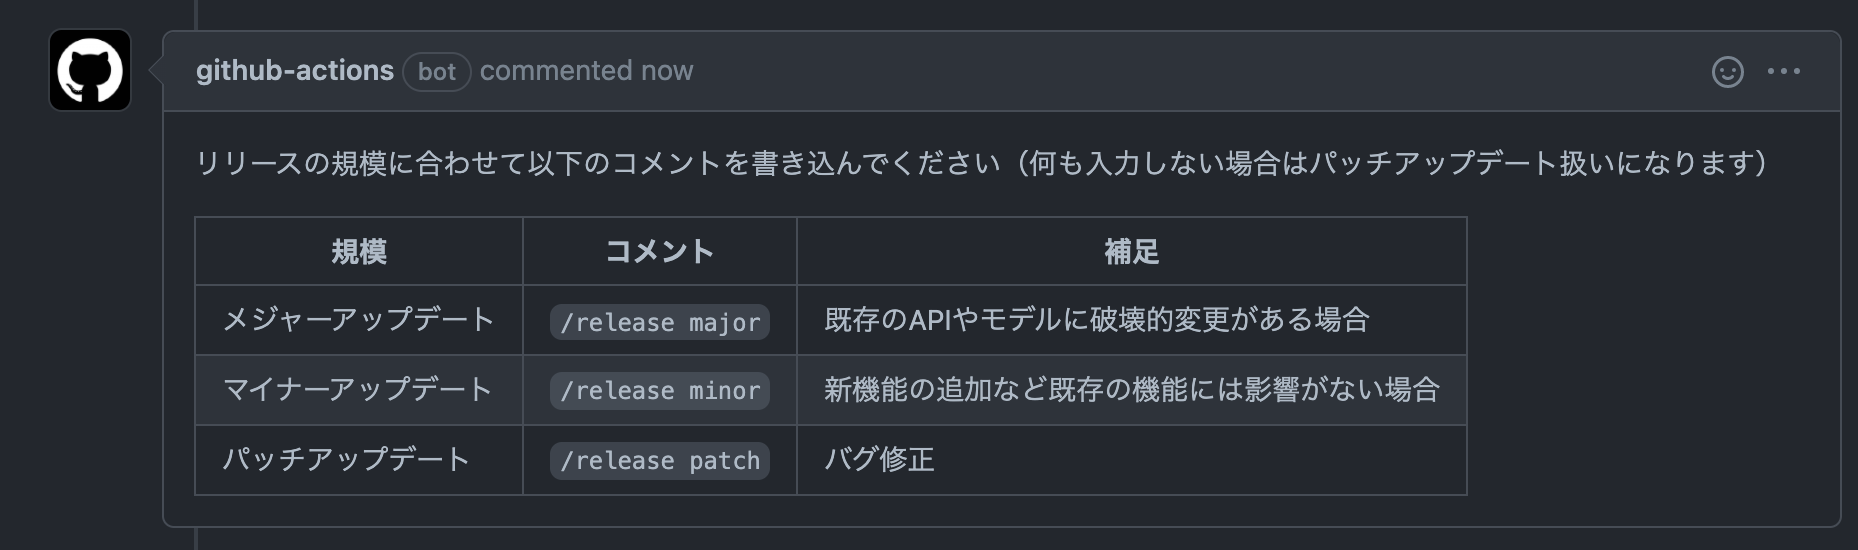 github-actions bot commented now
リリースの規模に合わせて以下のコメントを書き込んでください（何も入力しない場合はパッチアップデート扱いになります）
規模 コメント 補足
メジャーアップデート /release major 既存のAPIやモデルに破壊的変更がある場合
マイナーアップデート /release minor 新機能の追加など既存の機能には影響がない場合
パッチアップデート /release patch バグ修正